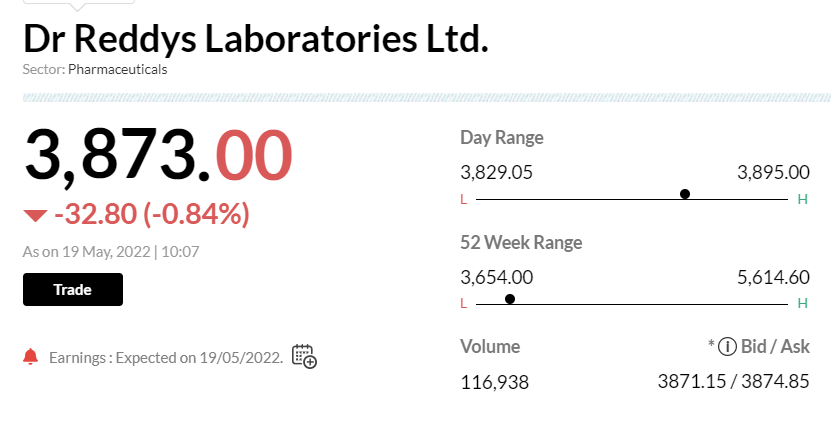 Dr Reddys Laboratories Ltd.
Sector: Pharmaceuticals
3,873.00
-32.80 (-0.84%)
As on 19 May, 2022 | 10:07
Trade
Earnings : Expected on 19/05/2022.
Day Range
3,829.05 3,895.00
L H
52 Week Range
3,654.00 5,614.60
L H
Volume * i Bid / Ask
116,938 3871.15 / 3874.85